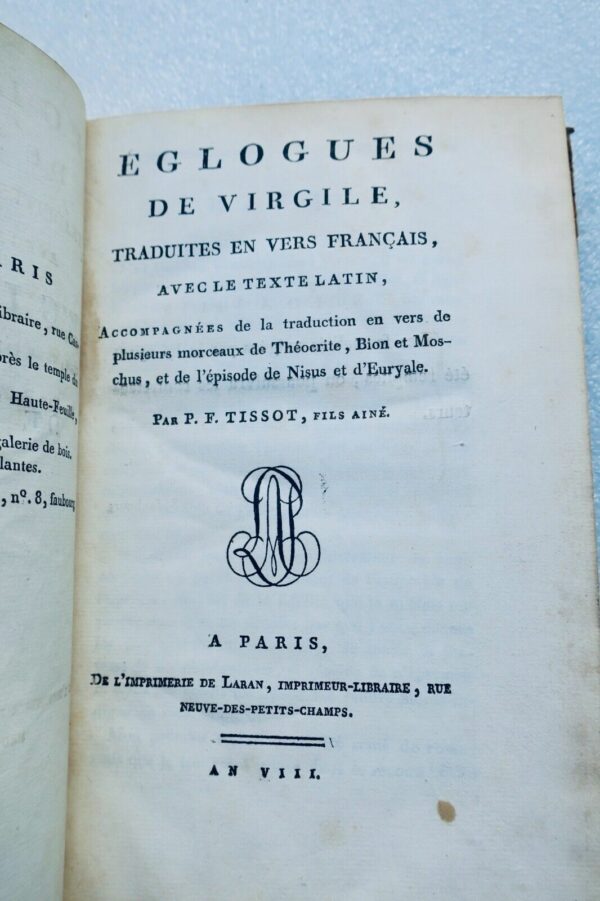 ARIS
libraire, rue
près le temple du
Haute-Feuille,
galerie de bois.
lantes.
, nº. 8, faubourg
EGLOGUES
DE VIRGILE,
TRADUITES EN VERS FRANÇAIS,
AVEC LE TEXTE LATIN,
ACCOMPAGNÉES de la traduction en vers de
plusieurs morceaux de Théocrite, Bion et Mos-
chus, et de l'épisode de Nisus et d'Euryale.
PAR P. F. TISSOT, FILS AINÉ.
A PARIS,
DE L'IMPRIMERIE DE LARAN, IMPRIMEUR-LIBRAIRE, RUE
NEUVE-DES-PETITS-CHAMPS.
AN VIII.